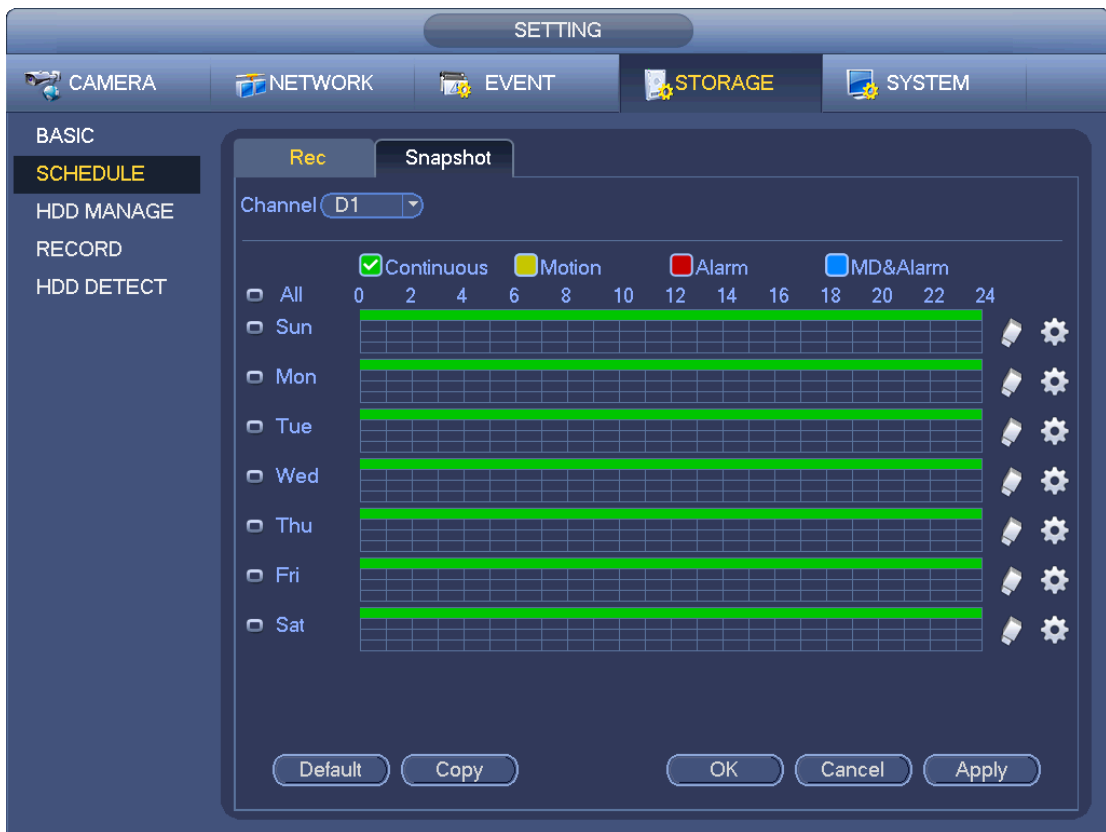 SETTING
CAMERA NETWORK EVENT STORAGE SYSTEM
BASIC
SCHEDULE
HDD MANAGE
RECORD
HDD DETECT
Rec Snapshot
Channel D1
Continuous Motion Alarm MD&Alarm
All 0 2 4 6 8 10 12 14 16 18 20 22 24
Sun
Mon
Tue
Wed
Thu
Fri
Sat
Default Copy OK Cancel Apply